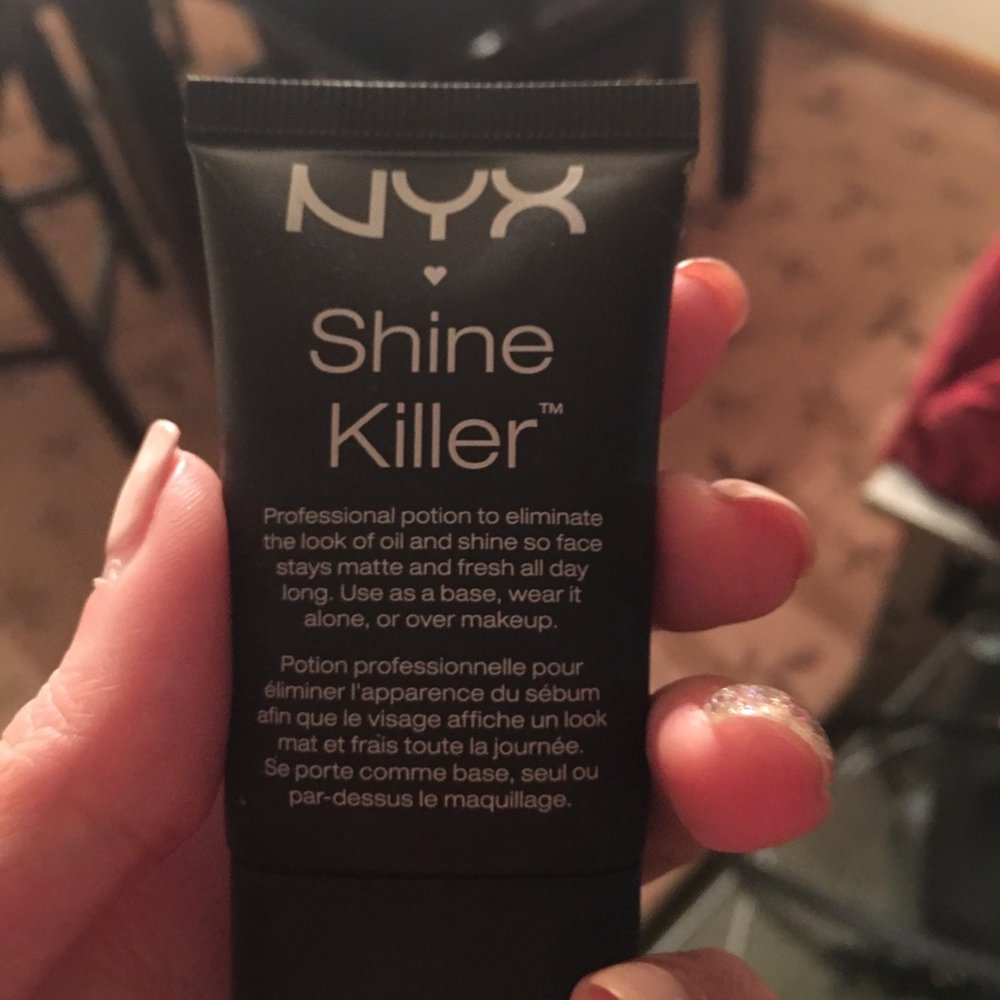 NYX
Shine
Killer™
Professional potion to eliminate
the look of oil and shine so face
stays matte and fresh all day
long. Use as a base, wear it
alone, or over makeup.
Potion professionnelle pour
éliminer l'apparence du sébum
afin que le visage affiche un look
mat et frais toute la journée.
Se porte comme base, seul ou
par-dessus le maquillage.